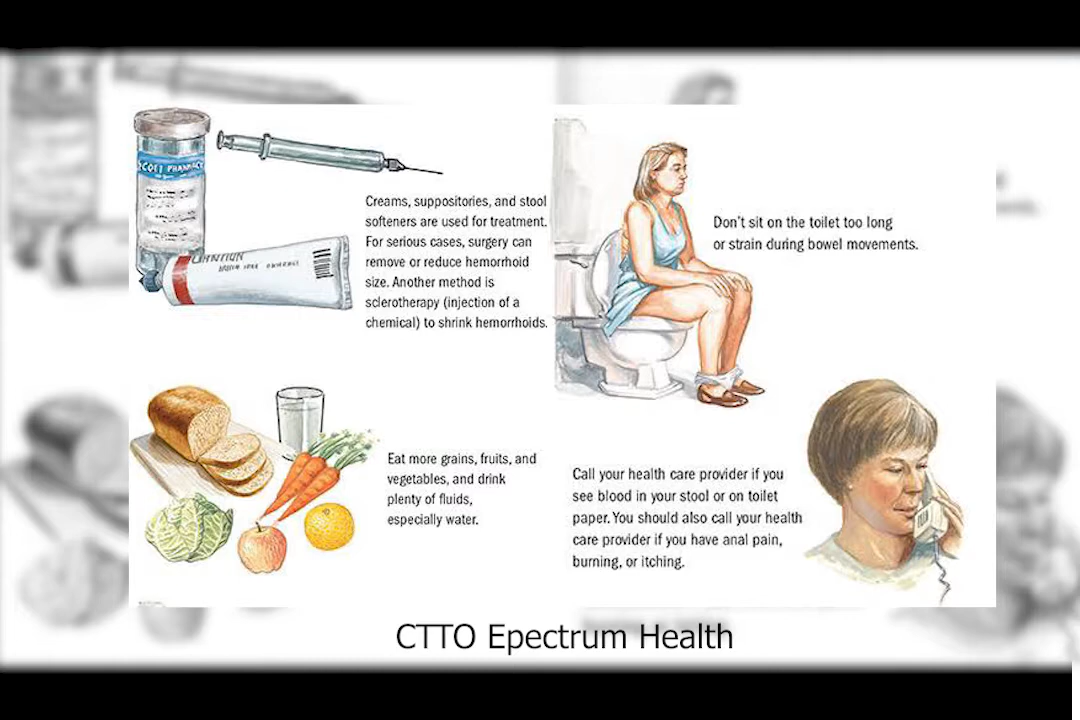 SCOTT PHARMACY
Creams, suppositories, and stool
softeners are used for treatment.
For serious cases, surgery can
remove or reduce hemorrhoid
size. Another method is
sclerotherapy (injection of a
chemical) to shrink hemorrhoids.
Don't sit on the toilet too long
or strain during bowel movements.
Eat more grains, fruits, and
vegetables, and drink
plenty of fluids,
especially water.
Call your health care provider if you
see blood in your stool or on toilet
paper. You should also call your health
care provider if you have anal pain,
burning, or itching.
CTTO Epectrum Health